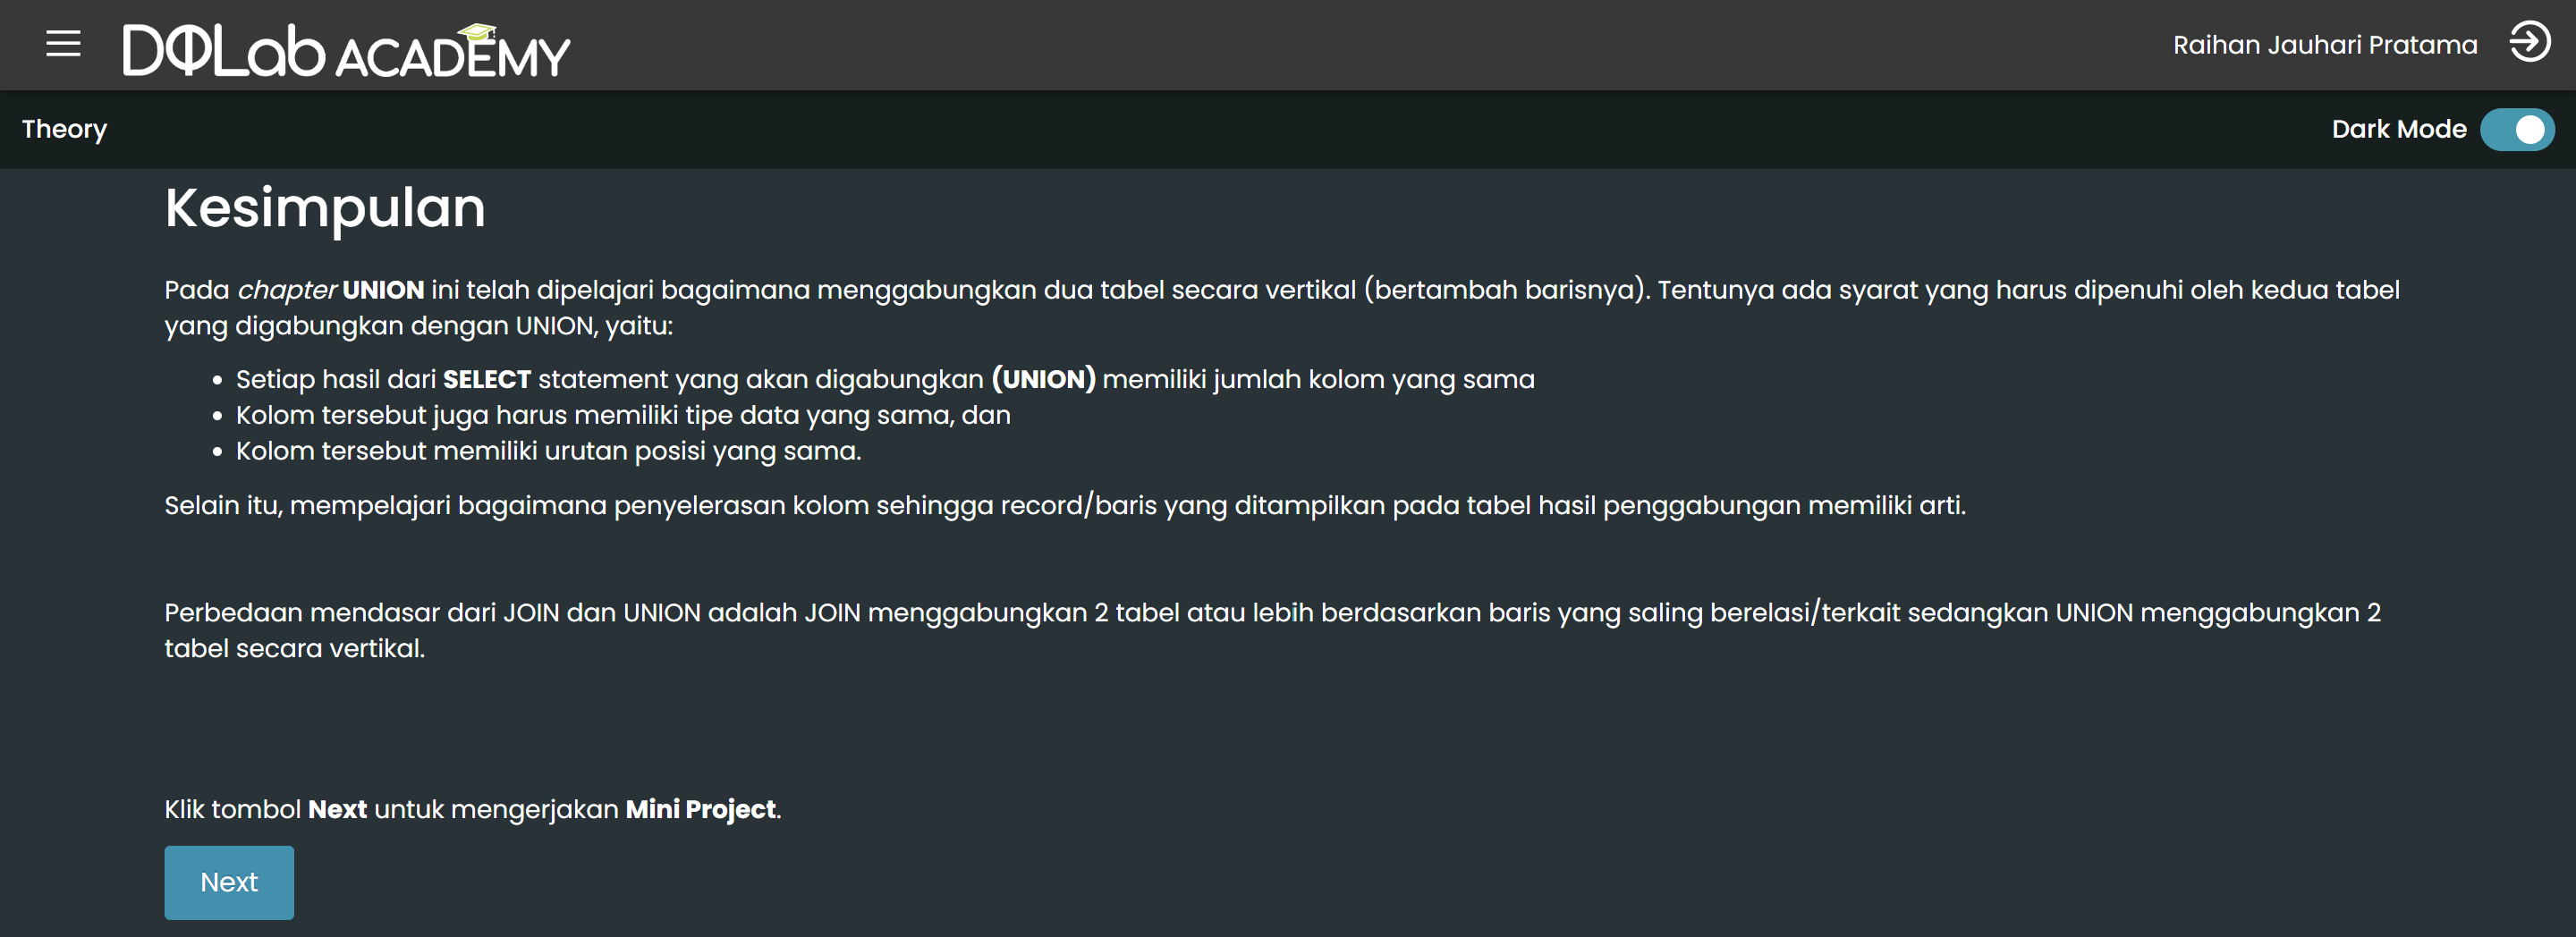 DQLab ACADEMY
Raihan Jauhari Pratama
Theory
Dark Mode
Kesimpulan
Pada chapter UNION ini telah dipelajari bagaimana menggabungkan dua tabel secara vertikal (bertambah barisnya). Tentunya ada syarat yang harus dipenuhi oleh kedua tabel
yang digabungkan dengan UNION, yaitu:
• Setiap hasil dari SELECT statement yang akan digabungkan (UNION) memiliki jumlah kolom yang sama
• Kolom tersebut juga harus memiliki tipe data yang sama, dan
• Kolom tersebut memiliki urutan posisi yang sama.
Selain itu, mempelajari bagaimana penyelerasan kolom sehingga record/baris yang ditampilkan pada tabel hasil penggabungan memiliki arti.
Perbedaan mendasar dari JOIN dan UNION adalah JOIN menggabungkan 2 tabel atau lebih berdasarkan baris yang saling berelasi/terkait sedangkan UNION menggabungkan 2
tabel secara vertikal.
Klik tombol Next untuk mengerjakan Mini Project.
Next